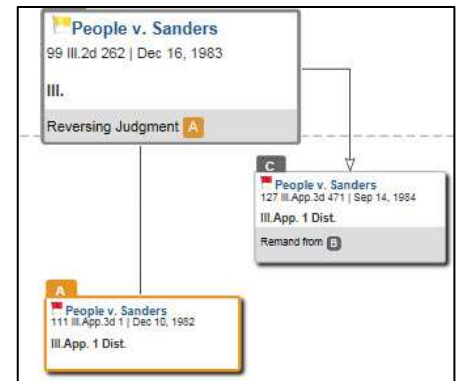 People v. Sanders
99 Ill.2d 262 | Dec 16, 1983
Ill.
Reversing Judgment A
C
People v. Sanders
127 Ill.App.3d 471 | Sep 14, 1984
Ill.App. 1 Dist.
Remand from B
A
People v. Sanders
111 Ill.App.3d 1 | Dec 10, 1982
Ill.App. 1 Dist.